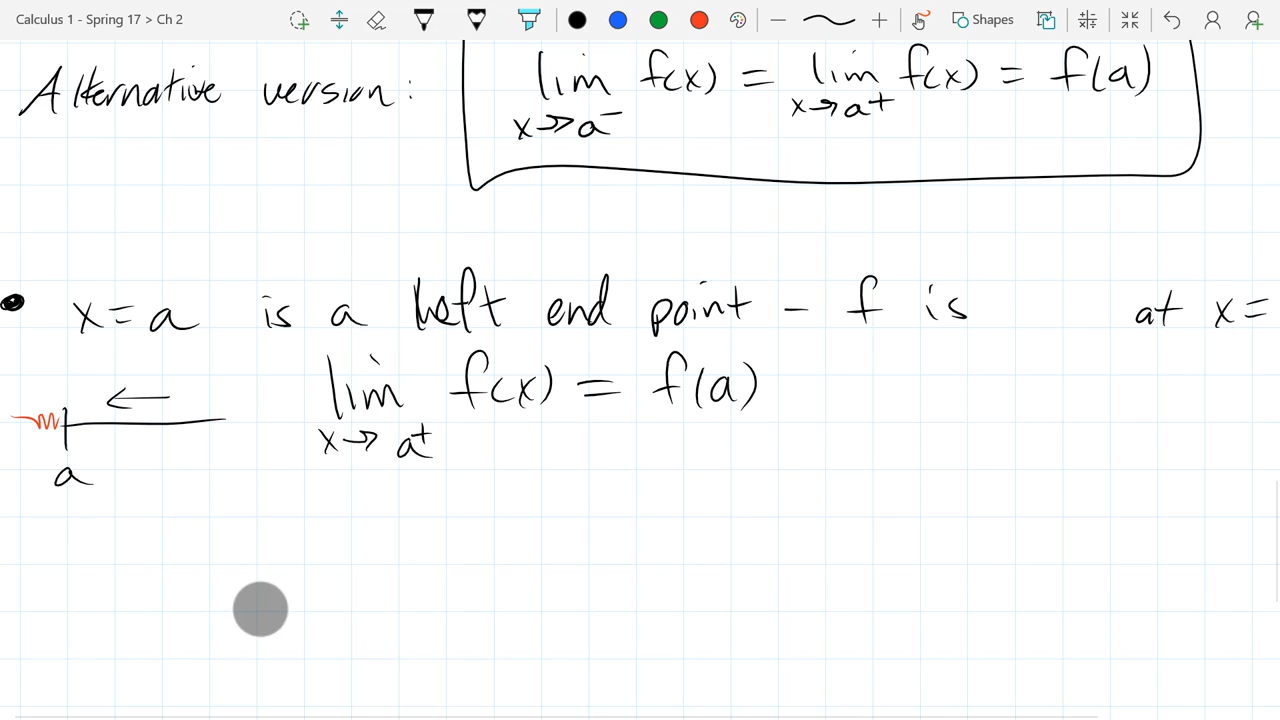 Calculus 1 - Spring 17 > Ch 2
Shapes
Alternative version:
lim f(x) = lim f(x) = f(a)
x→a⁻ x→a⁺
• x=a is a left end point – f is at x=
lim f(x) = f(a)
x→a⁺
a